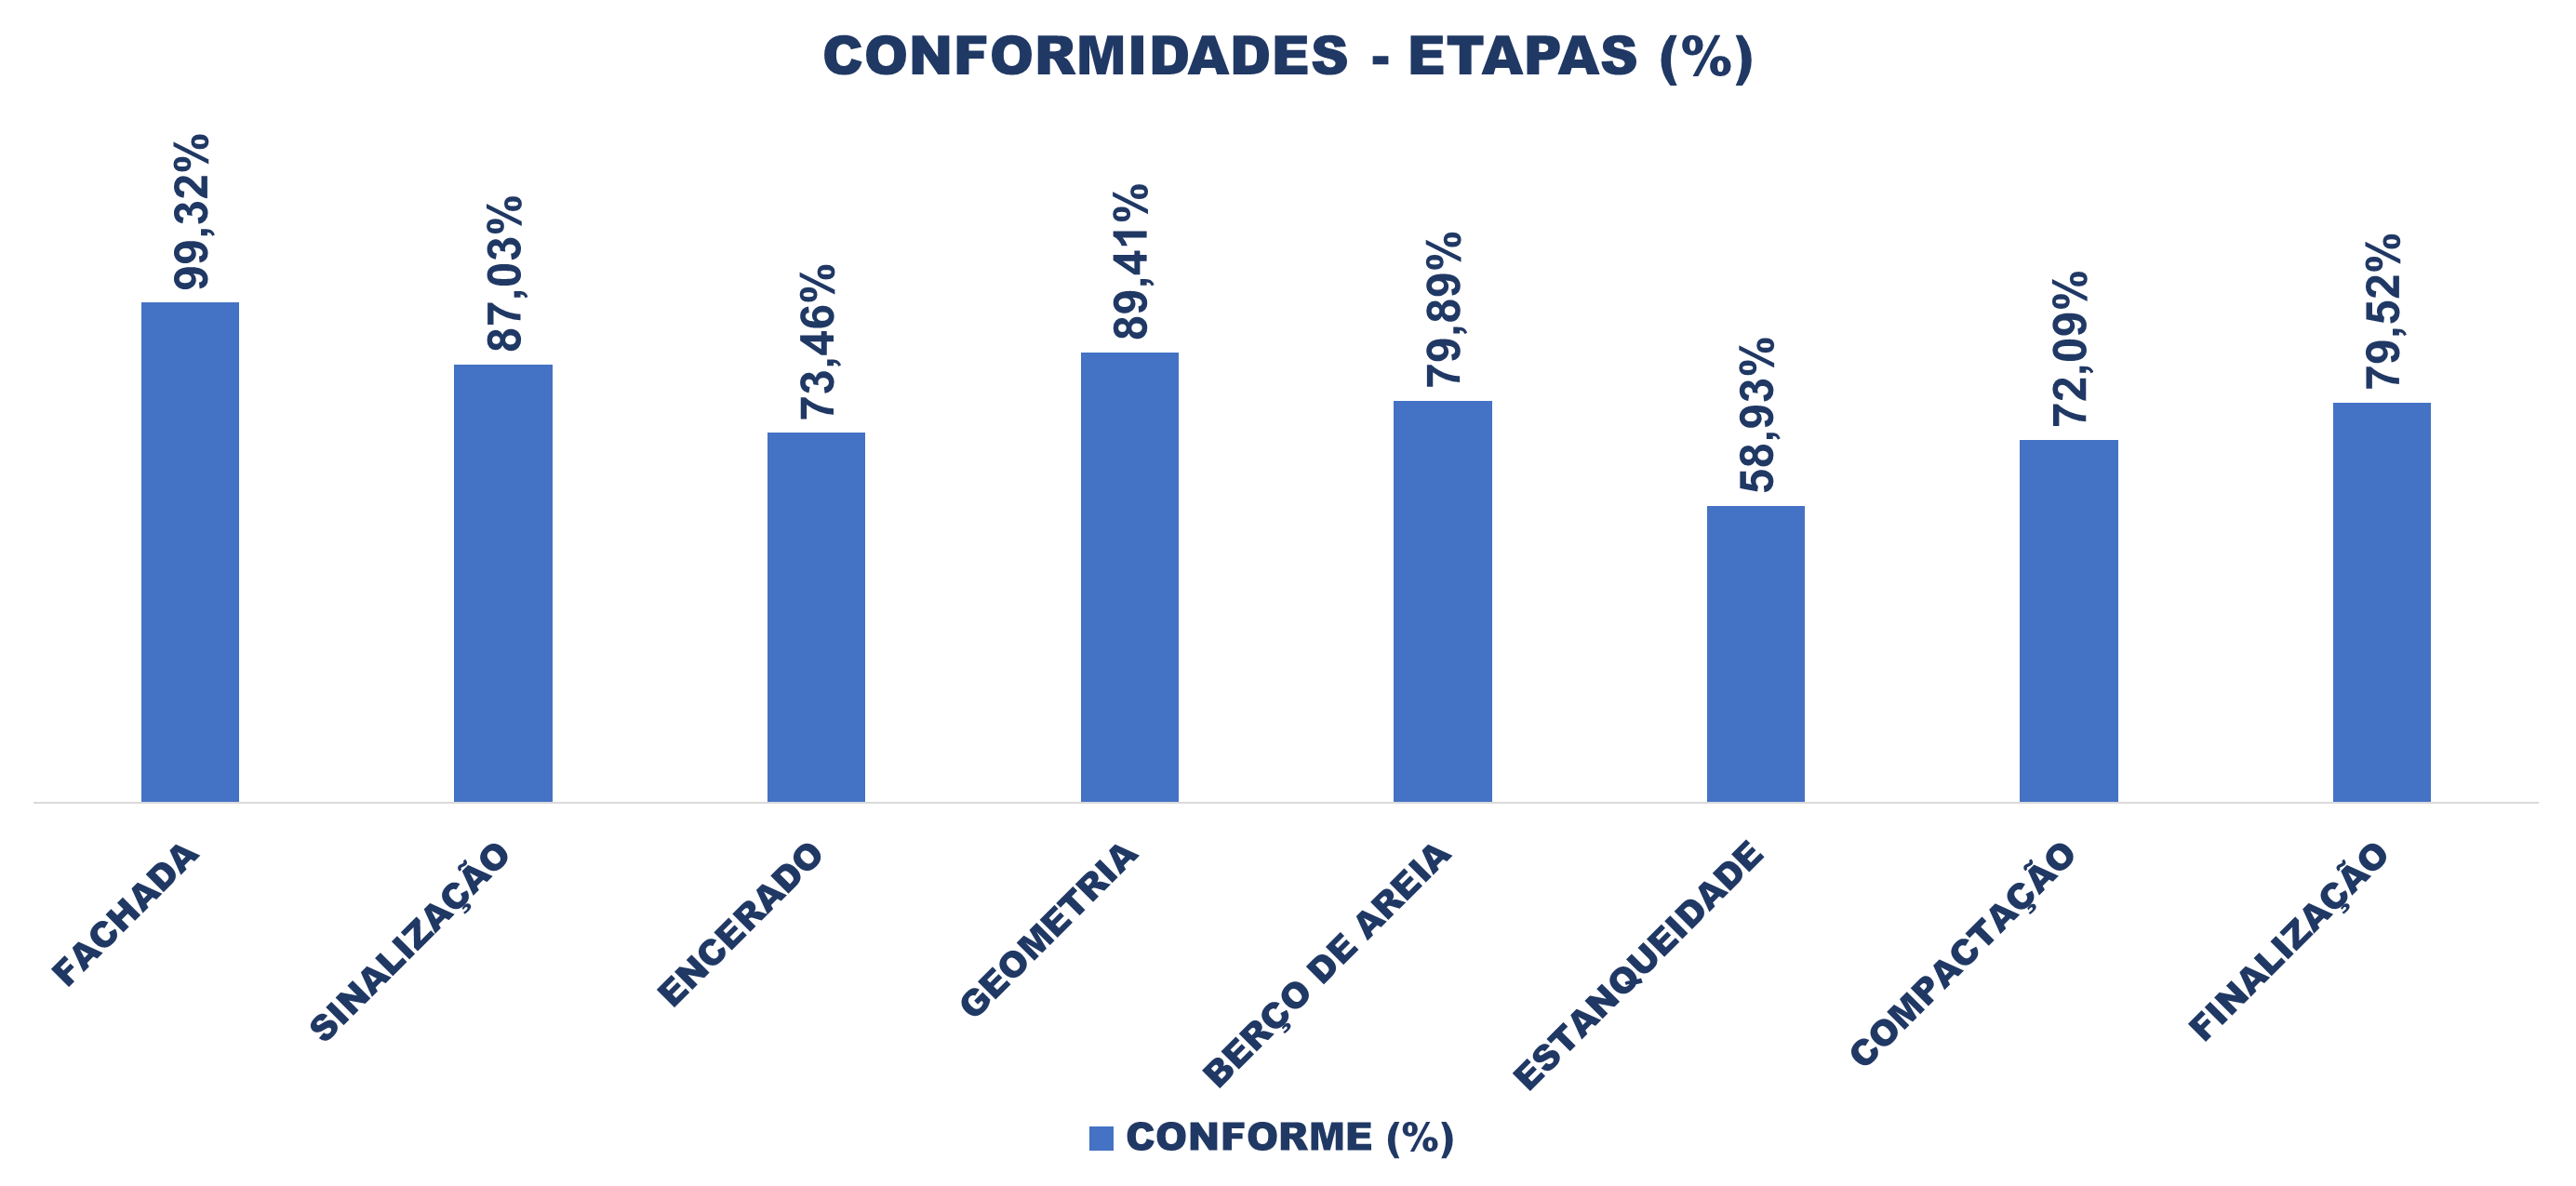 CONFORMIDADES - ETAPAS (%)
99,32%
87,03%
73,46%
89,41%
79,89%
58,93%
72,09%
79,52%
FACHADA
SINALIZAÇÃO
ENCERADO
GEOMETRIA
BERÇO DE AREIA
ESTANQUEIDADE
COMPACTAÇÃO
FINALIZAÇÃO
CONFORME (%)